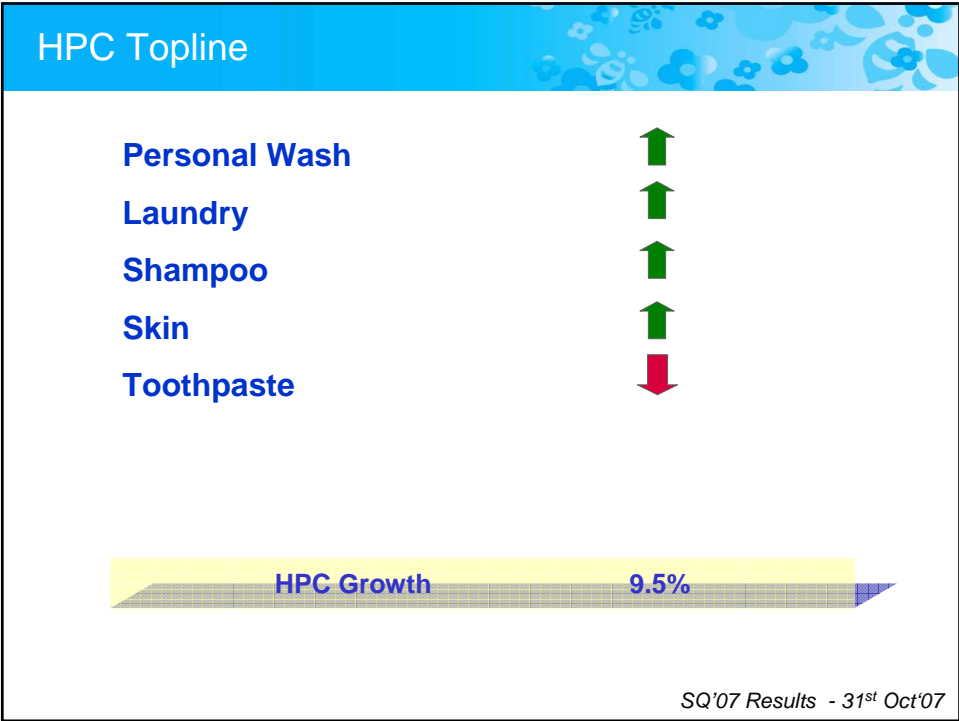 HPC Topline
Personal Wash
Laundry
Shampoo
Skin
Toothpaste
HPC Growth 9.5%
SQ'07 Results - 31st Oct'07